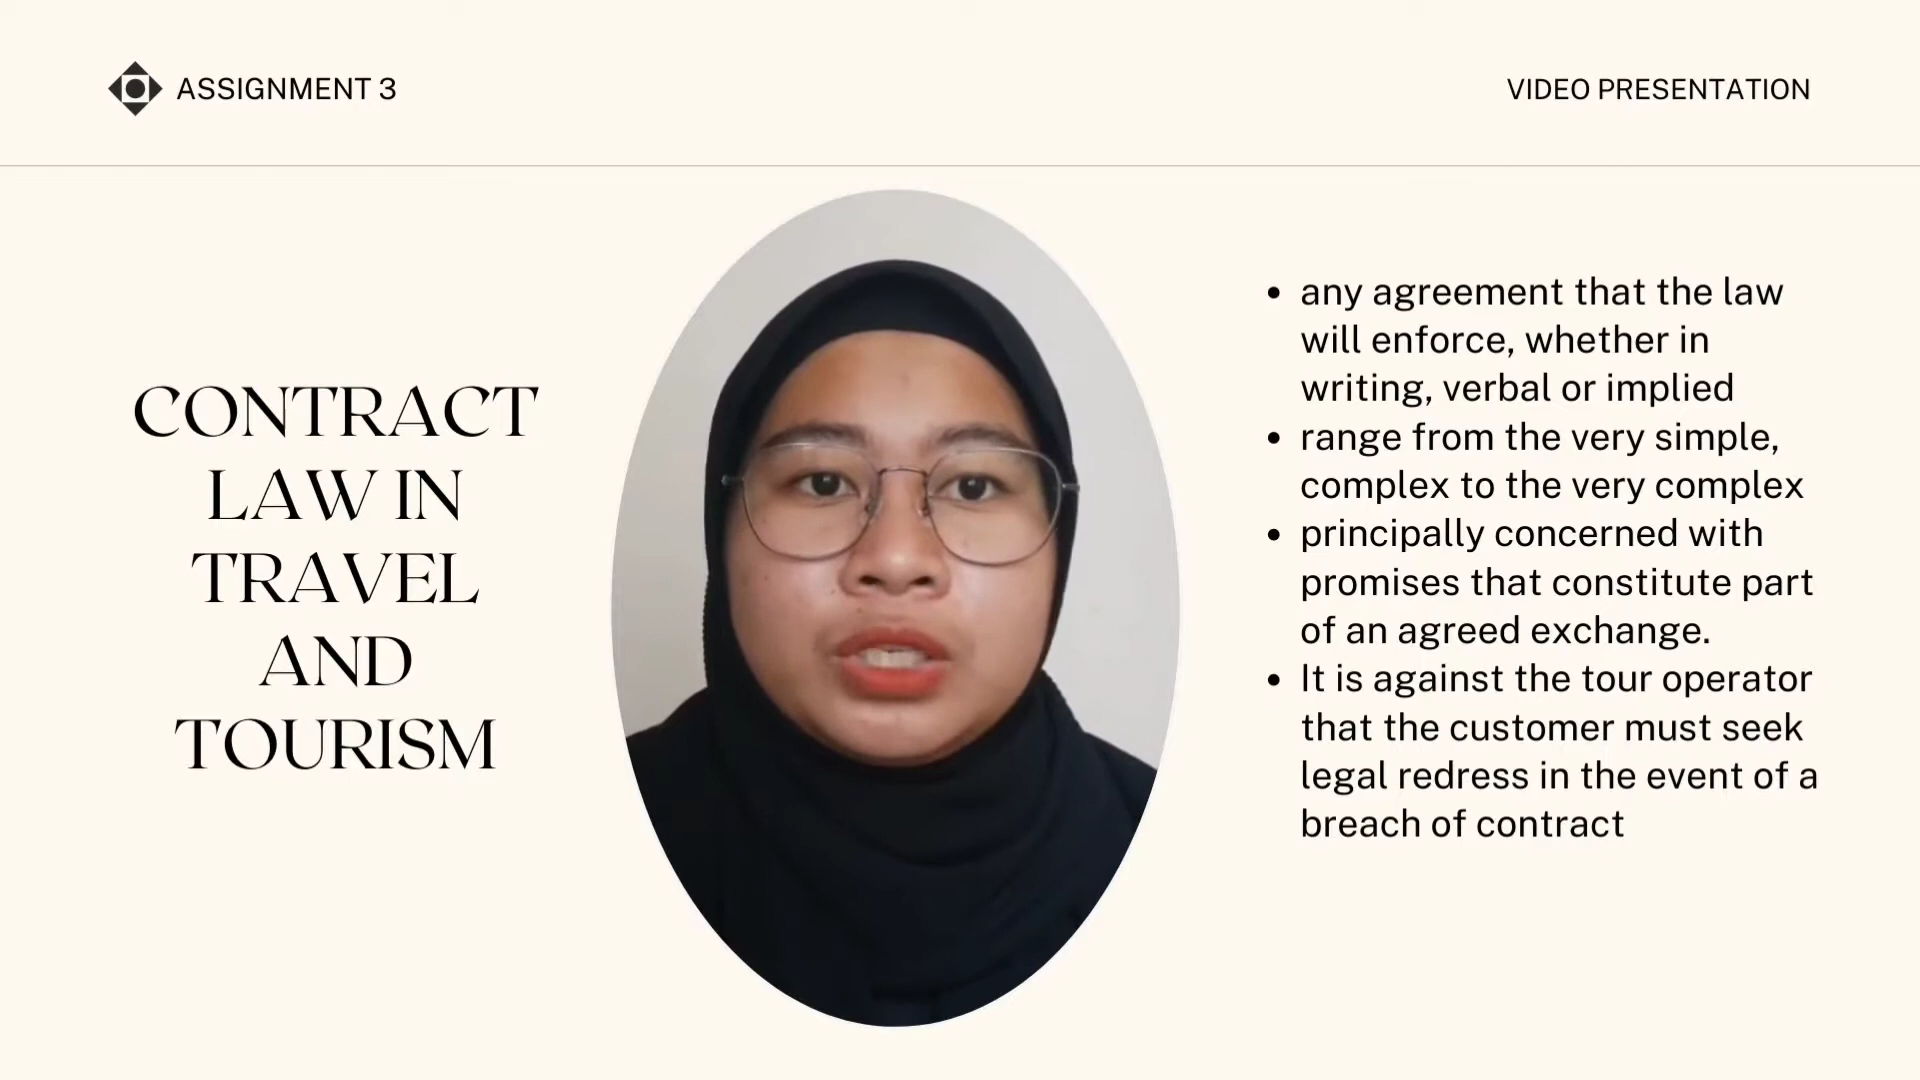 ASSIGNMENT 3
VIDEO PRESENTATION
CONTRACT
LAW IN
TRAVEL
AND
TOURISM
• any agreement that the law
will enforce, whether in
writing, verbal or implied
• range from the very simple,
complex to the very complex
• principally concerned with
promises that constitute part
of an agreed exchange.
• It is against the tour operator
that the customer must seek
legal redress in the event of a
breach of contract